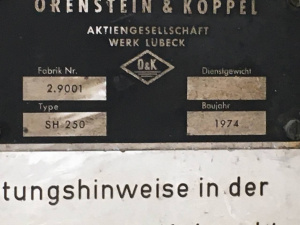 ORENSTEIN & KOPPEL
AKTIENGESELLSCHAFT
WERK LÜBECK
O&K
Fabrik Nr. Dienstgewicht
2.9001
Type Baujahr
SH 250 1974
tungshinweise in der